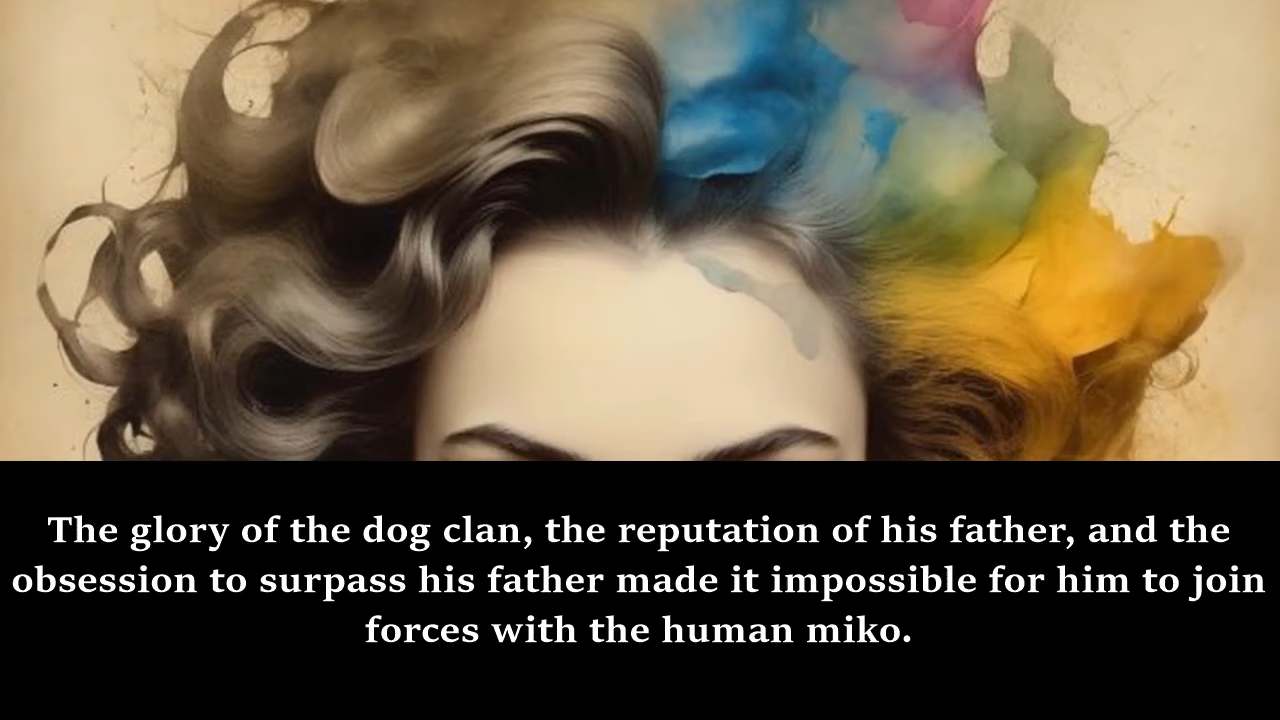 The glory of the dog clan, the reputation of his father, and the
obsession to surpass his father made it impossible for him to join
forces with the human miko.